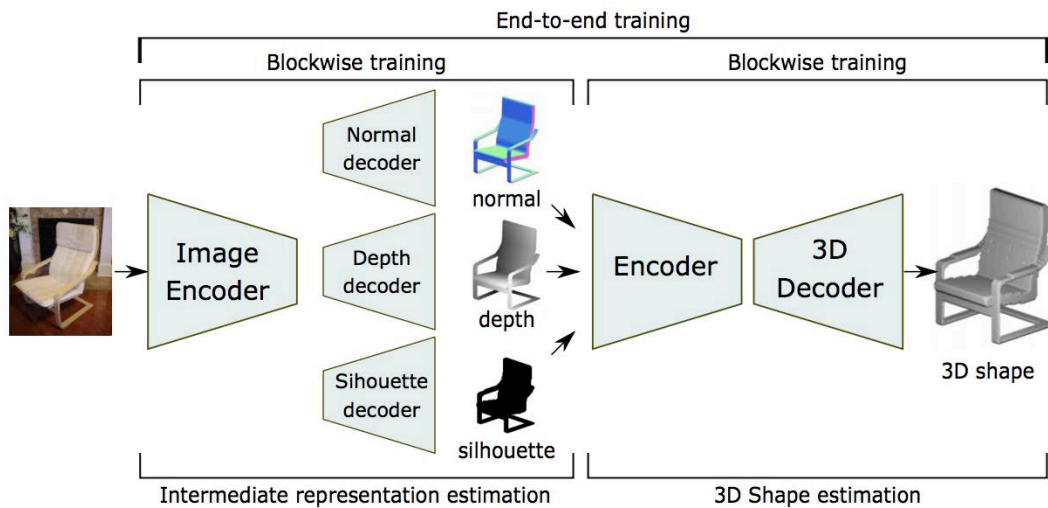 End-to-end training
Blockwise training
Blockwise training
Normal
decoder
normal
Image
Encoder
Depth
decoder
depth
Encoder
3D
Decoder
3D shape
Sihouette
decoder
silhouette
Intermediate representation estimation
3D Shape estimation